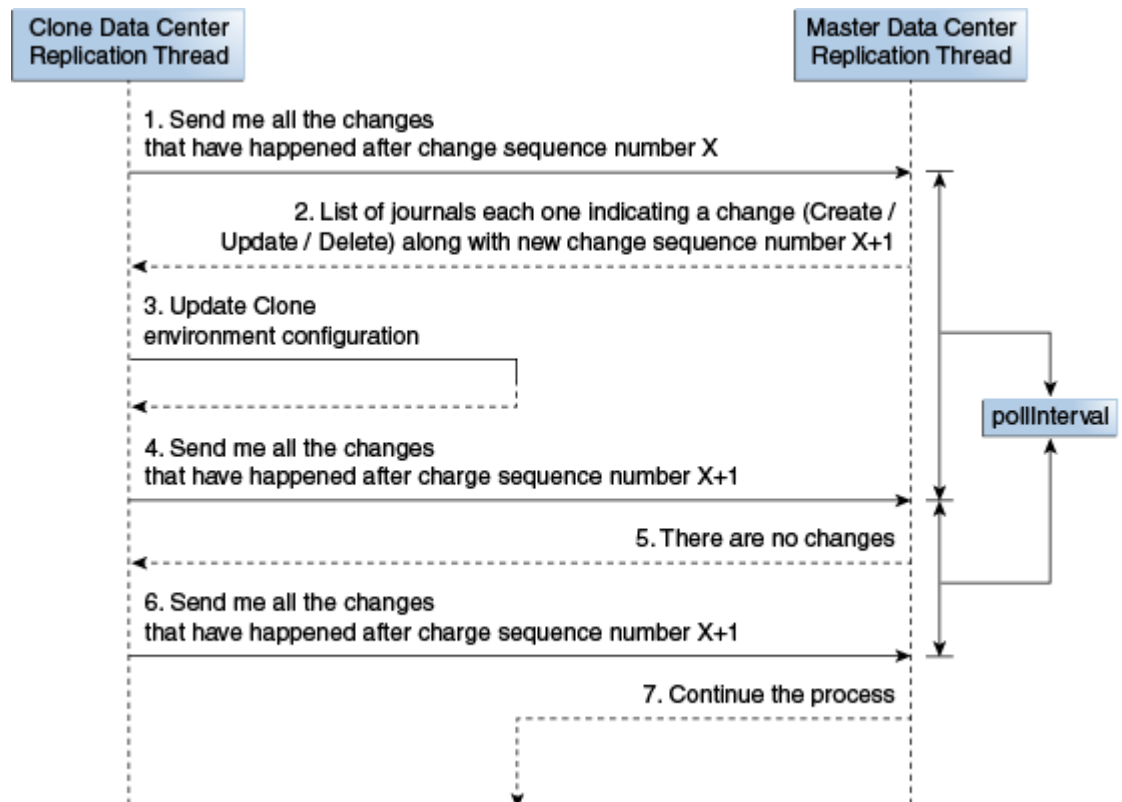 Clone Data Center
Replication Thread
Master Data Center
Replication Thread
1. Send me all the changes
that have happened after change sequence number X
2. List of journals each one indicating a change (Create /
Update / Delete) along with new change sequence number X+1
3. Update Clone
environment configuration
pollInterval
4. Send me all the changes
that have happened after charge sequence number X+1
5. There are no changes
6. Send me all the changes
that have happened after charge sequence number X+1
7. Continue the process